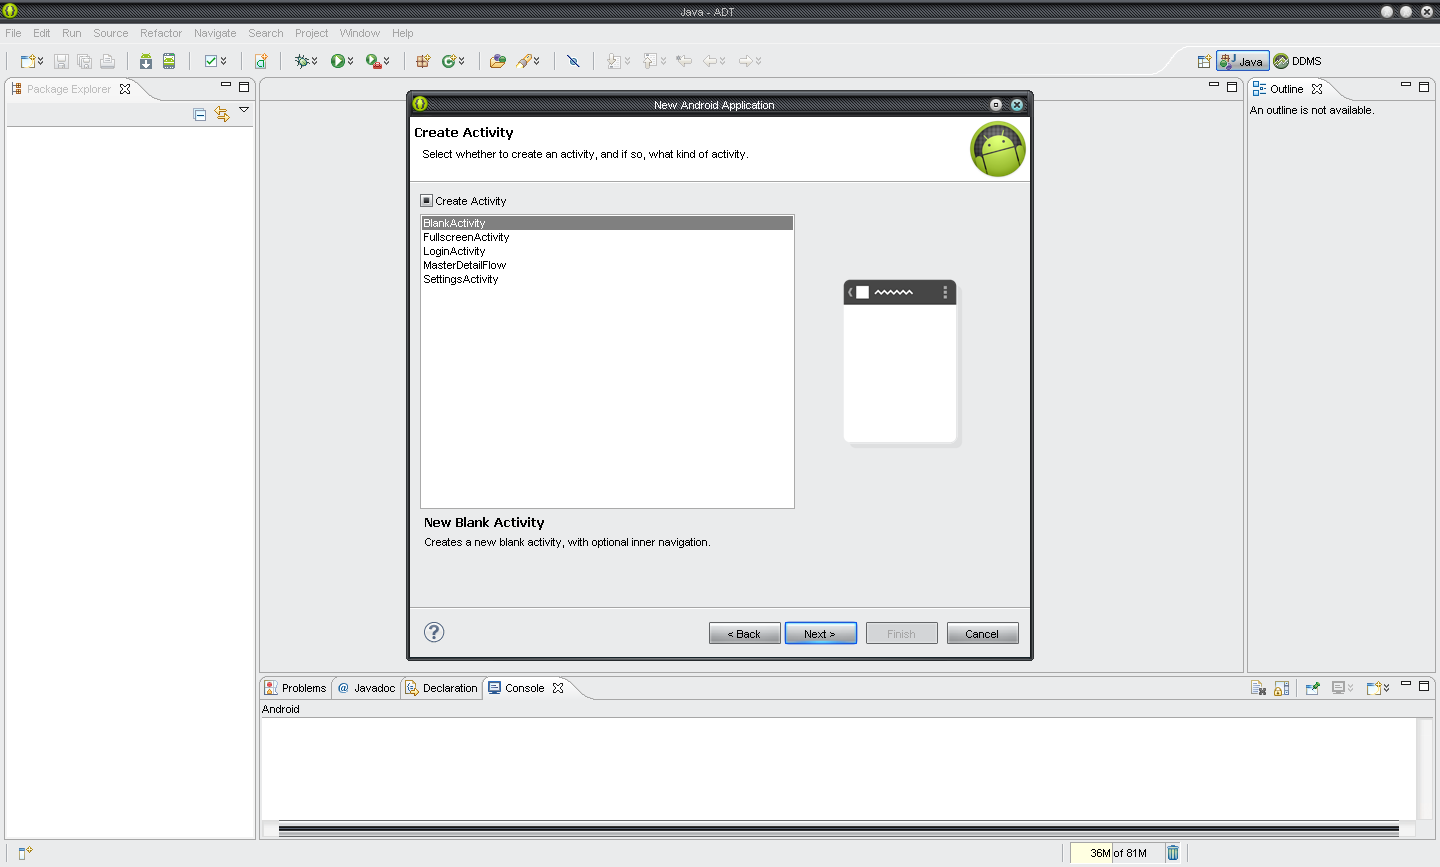 Java - ADT
File Edit Run Source Refactor Navigate Search Project Window Help
Java DDMS
Package Explorer
Outline
An outline is not available.
New Android Application
Create Activity
Select whether to create an activity, and if so, what kind of activity.
Create Activity
BlankActivity
FullscreenActivity
LoginActivity
MasterDetailFlow
SettingsActivity
New Blank Activity
Creates a new blank activity, with optional inner navigation.
? < Back Next > Finish Cancel
Problems @ Javadoc Declaration Console
Android
36M of 81M